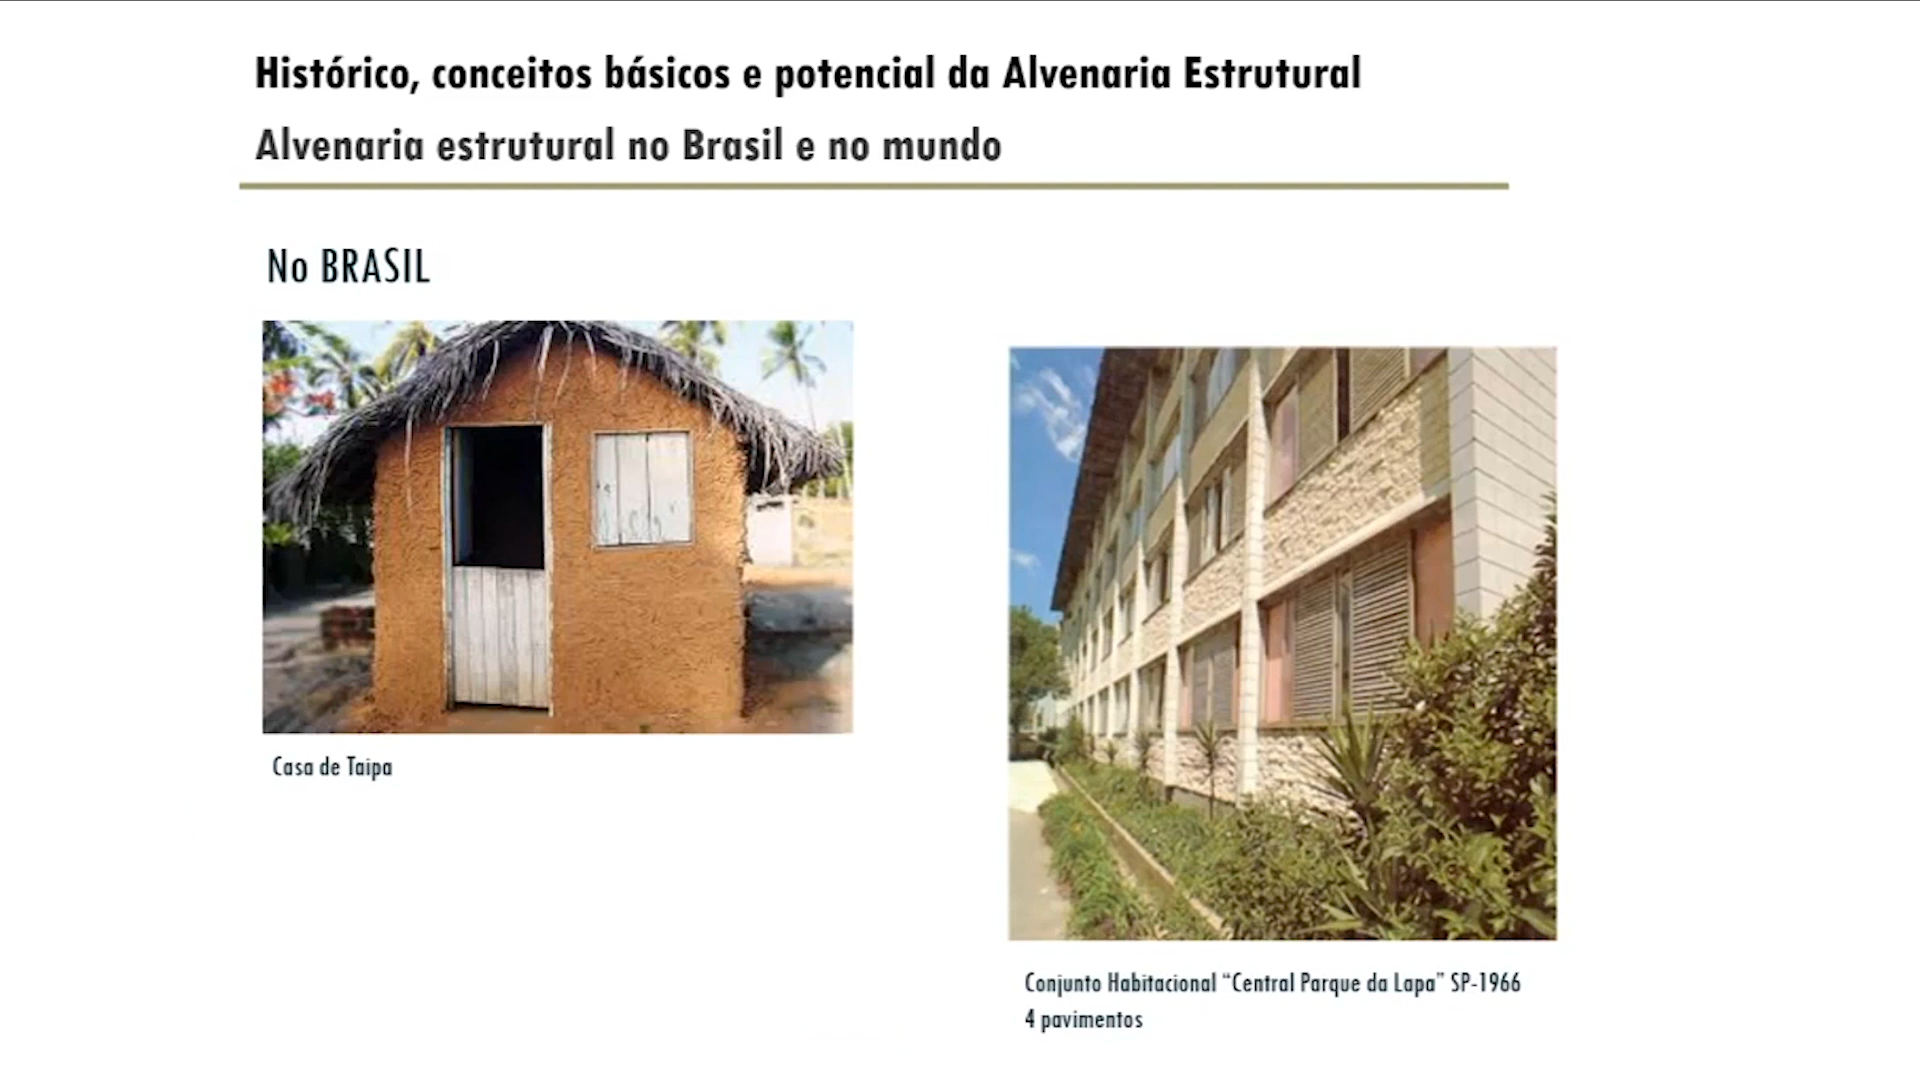 Histórico, conceitos básicos e potencial da Alvenaria Estrutural
Alvenaria estrutural no Brasil e no mundo
No BRASIL
Casa de Taipa
Conjunto Habitacional “Central Parque da Lapa” SP-1966
4 pavimentos